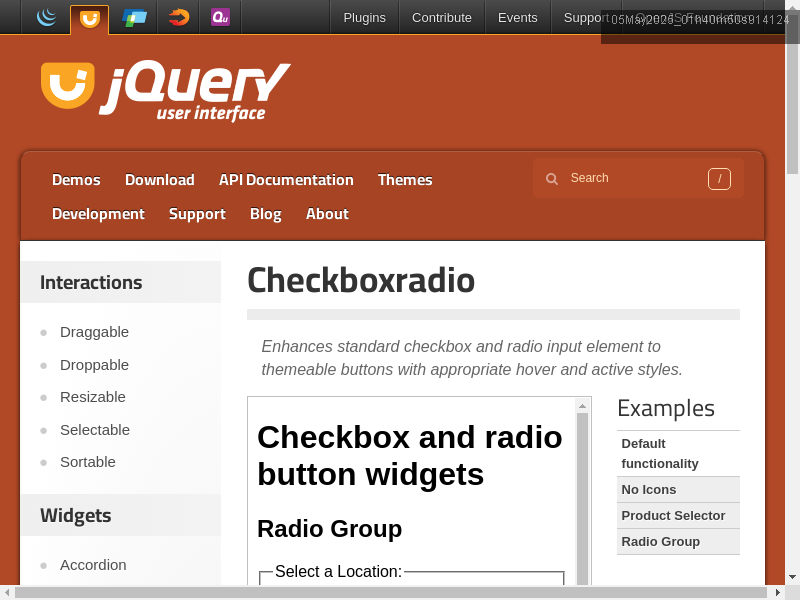 Plugins Contribute Events Support
05May2025_01h40m50s814124
jQuery
user interface
Demos Download API Documentation Themes
Search /
Development Support Blog About
Interactions
Draggable
Droppable
Resizable
Selectable
Sortable
Widgets
Accordion
Checkboxradio
Enhances standard checkbox and radio input element to
themeable buttons with appropriate hover and active styles.
Checkbox and radio
button widgets
Radio Group
Select a Location:
Examples
Default
functionality
No Icons
Product Selector
Radio Group